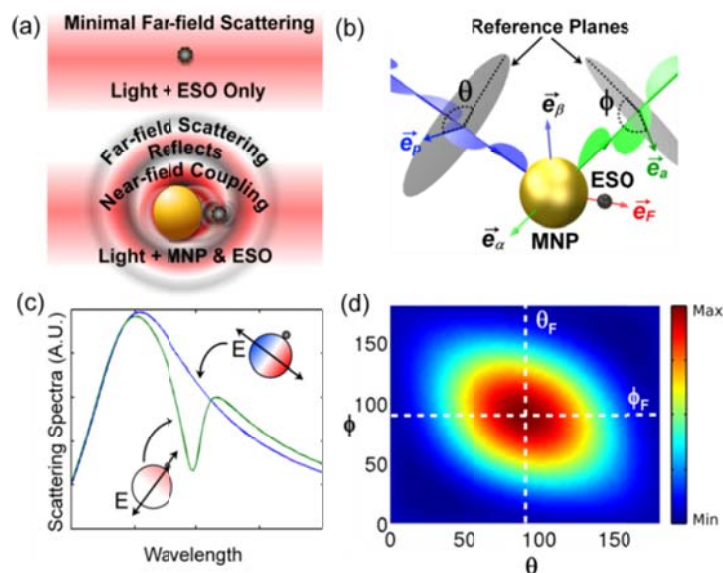 (a)
Minimal Far-field Scattering
Light + ESO Only
Far-field Scattering
Reflects
Near-field Coupling
Light + MNP & ESO
(b)
Reference Planes
θ
ϕ
e_p
e_β
ESO
e_a
e_F
e_α
MNP
(c)
Scattering Spectra (A.U.)
E
E
Wavelength
(d)
θ_F
ϕ_F
Max
Min
150
100
50
0
ϕ
0 50 100 150
θ